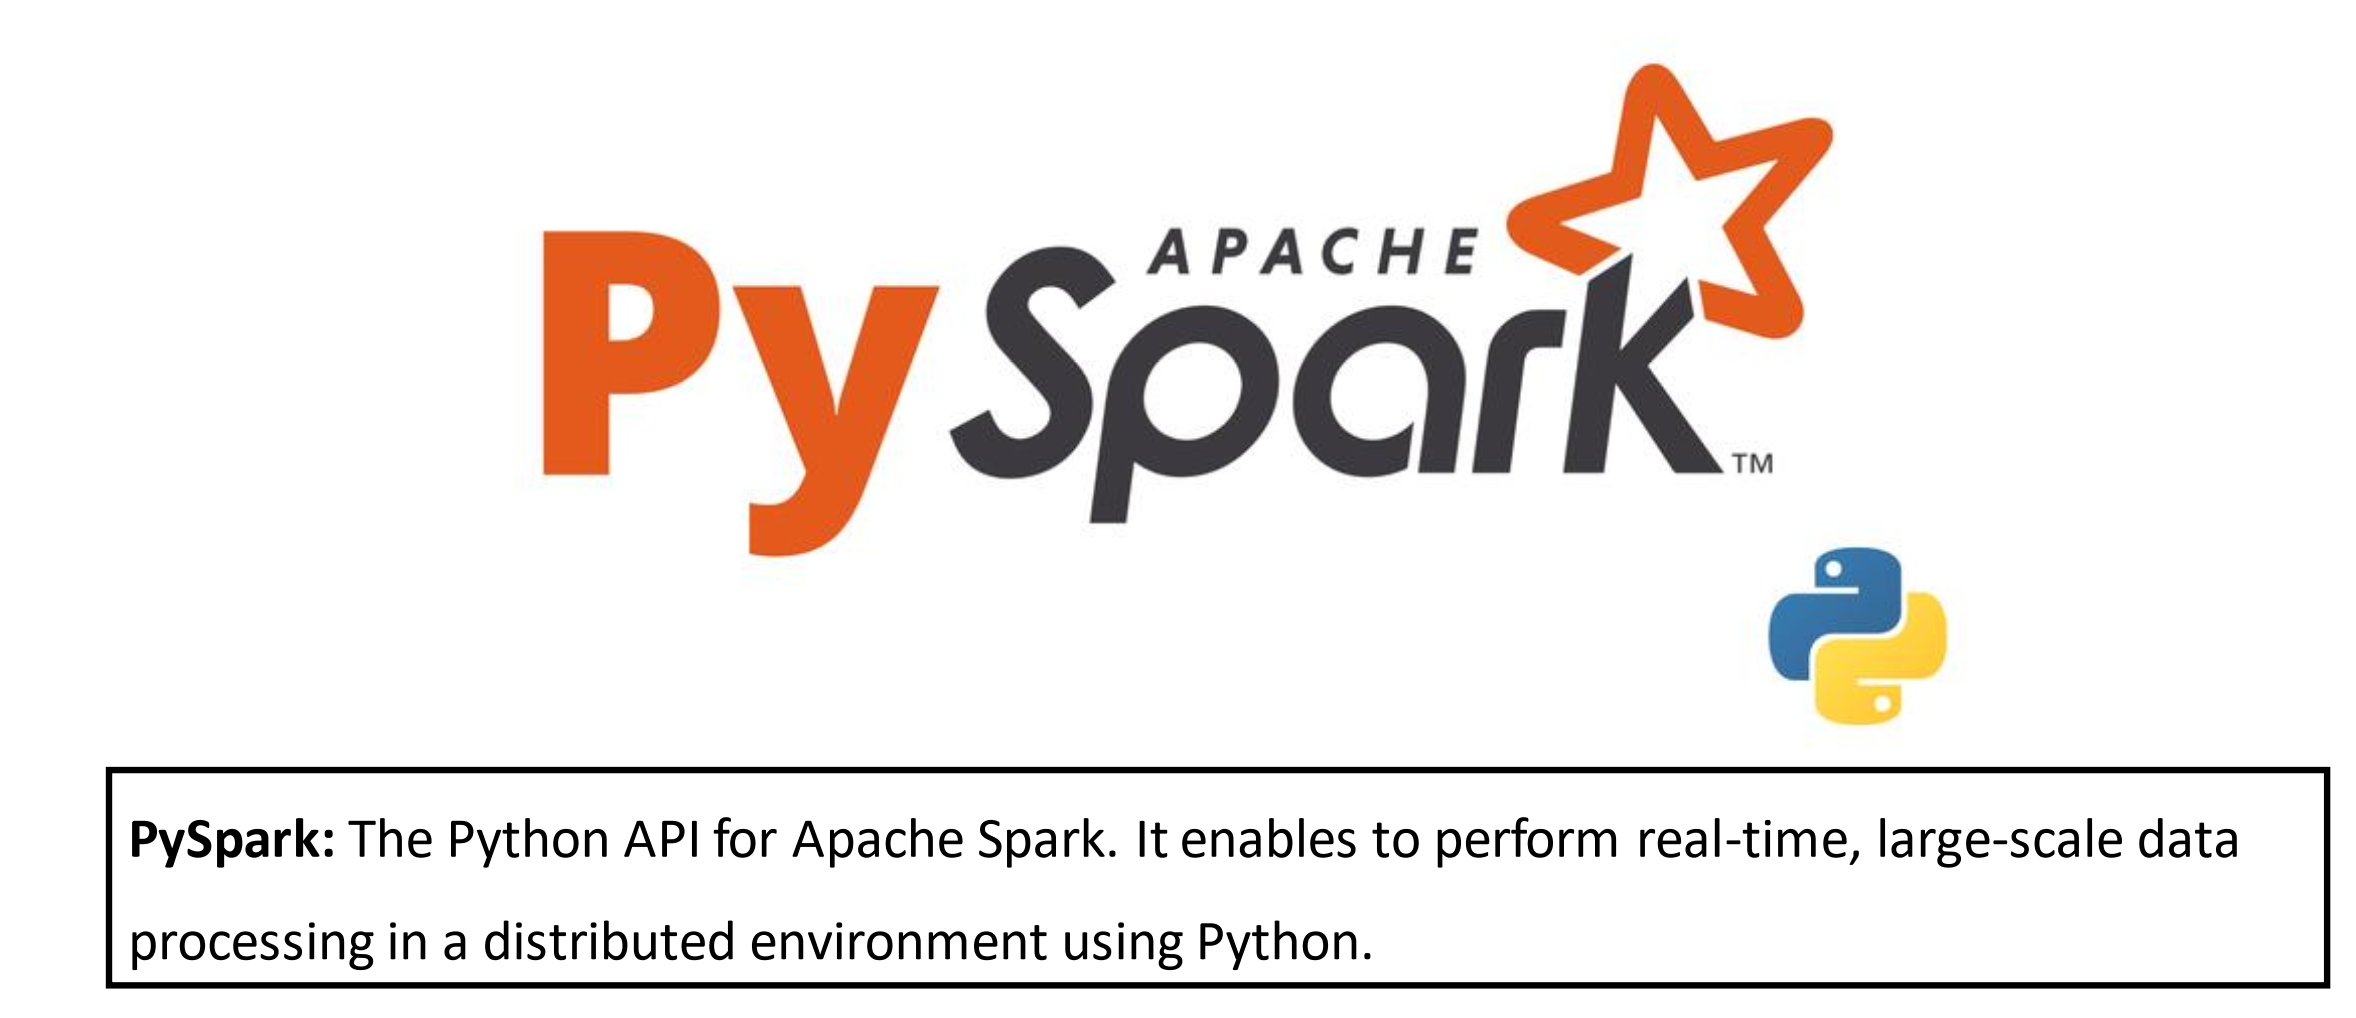 APACHE
PySpark™
PySpark: The Python API for Apache Spark. It enables to perform real-time, large-scale data
processing in a distributed environment using Python.